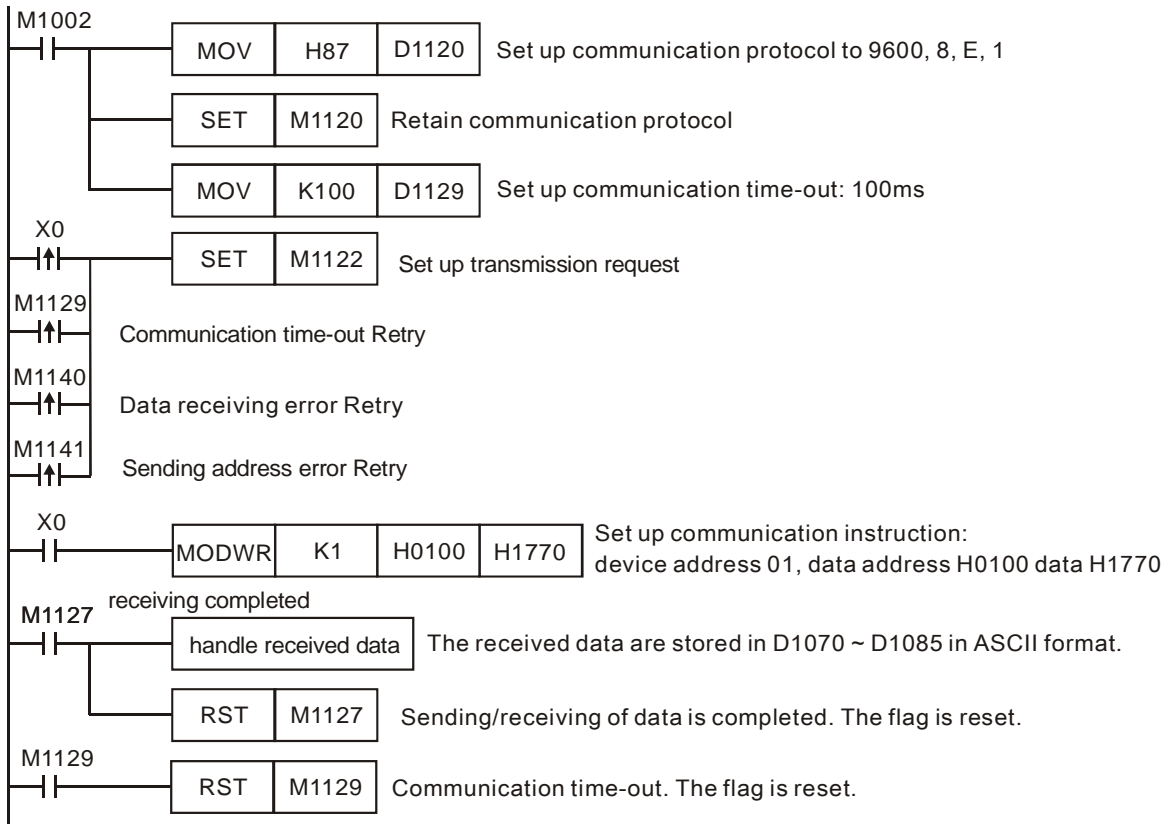 M1002
MOV H87 D1120 Set up communication protocol to 9600, 8, E, 1
SET M1120 Retain communication protocol
MOV K100 D1129 Set up communication time-out: 100ms
X0
SET M1122 Set up transmission request
M1129
Communication time-out Retry
M1140
Data receiving error Retry
M1141
Sending address error Retry
X0
MODWR K1 H0100 H1770 Set up communication instruction:
device address 01, data address H0100 data H1770
receiving completed
M1127
handle received data The received data are stored in D1070 ~ D1085 in ASCII format.
RST M1127 Sending/receiving of data is completed. The flag is reset.
M1129
RST M1129 Communication time-out. The flag is reset.